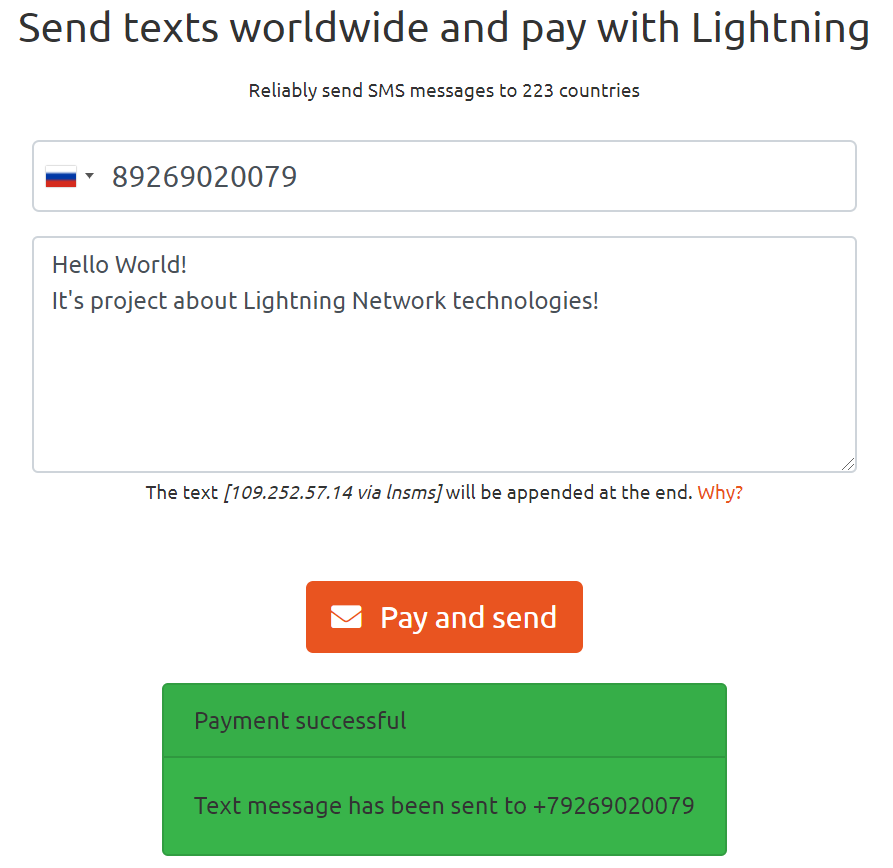 Send texts worldwide and pay with Lightning
Reliably send SMS messages to 223 countries
89269020079
Hello World!
It's project about Lightning Network technologies!
The text [109.252.57.14 via lnsms] will be appended at the end. Why?
Pay and send
Payment successful
Text message has been sent to +79269020079